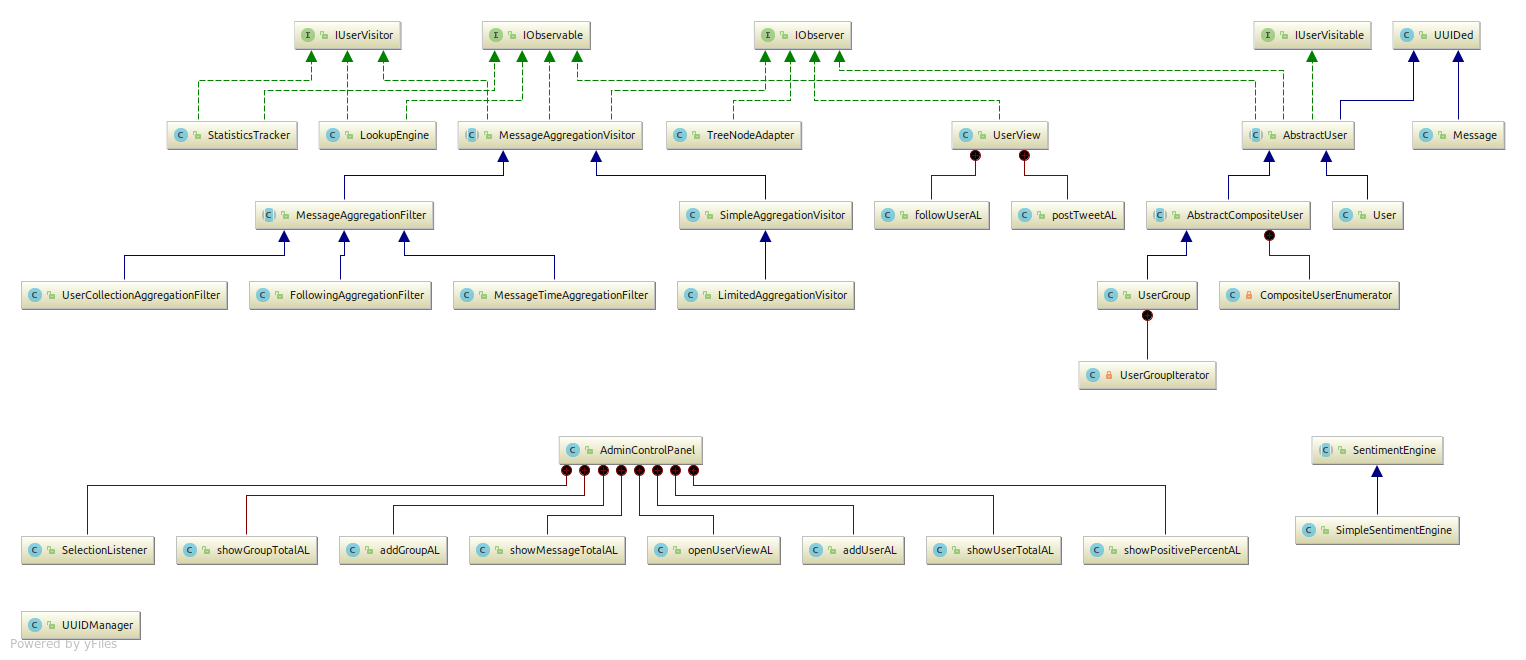 IUserVisitor
IObservable
IObserver
IUserVisitable
UUIDed
StatisticsTracker
LookupEngine
MessageAggregationVisitor
TreeNodeAdapter
UserView
AbstractUser
Message
MessageAggregationFilter
SimpleAggregationVisitor
followUserAL
postTweetAL
AbstractCompositeUser
User
UserCollectionAggregationFilter
FollowingAggregationFilter
MessageTimeAggregationFilter
LimitedAggregationVisitor
UserGroup
CompositeUserEnumerator
UserGroupIterator
AdminControlPanel
SentimentEngine
SimpleSentimentEngine
SelectionListener
showGroupTotalAL
addGroupAL
showMessageTotalAL
openUserViewAL
addUserAL
showUserTotalAL
showPositivePercentAL
UUIDManager
Powered by yFiles